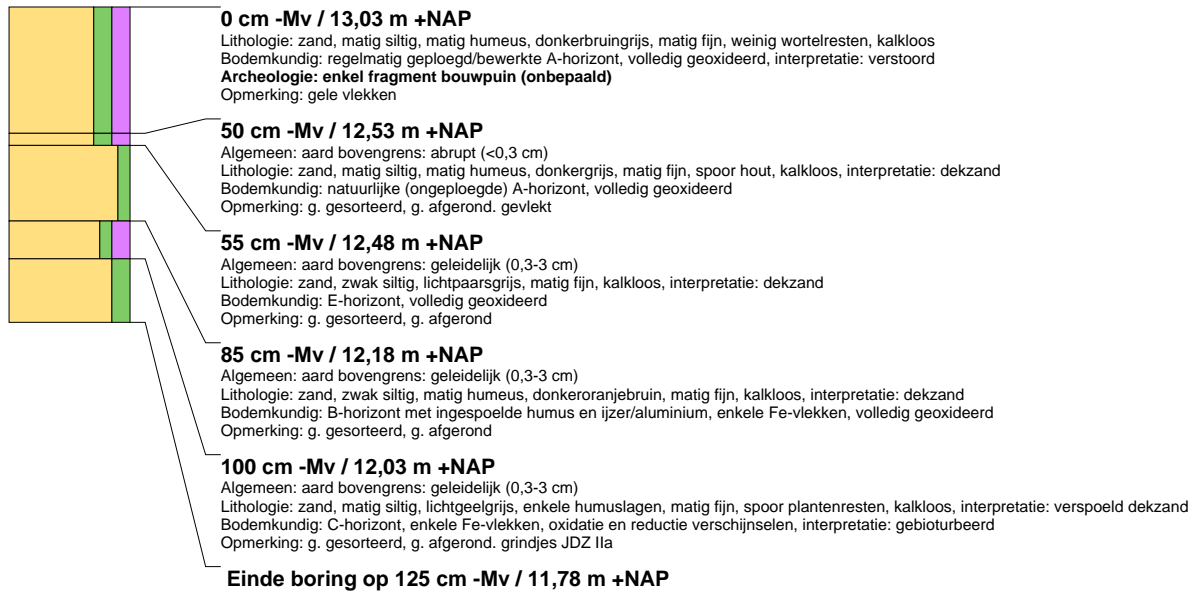 0 cm -Mv / 13,03 m +NAP
Lithologie: zand, matig siltig, matig humeus, donkerbruingrijs, matig fijn, weinig wortelresten, kalkloos
Bodemkundig: regelmatig geploegd/bewerkte A-horizont, volledig geoxideerd, interpretatie: verstoord
Archeologie: enkel fragment bouwpuin (onbepaald)
Opmerking: gele vlekken
50 cm -Mv / 12,53 m +NAP
Algemeen: aard bovengrens: abrupt (<0,3 cm)
Lithologie: zand, matig siltig, matig humeus, donkergrijs, matig fijn, spoor hout, kalkloos, interpretatie: dekzand
Bodemkundig: natuurlijke (ongeploegde) A-horizont, volledig geoxideerd
Opmerking: g. gesorteerd, g. afgerond. gevlekt
55 cm -Mv / 12,48 m +NAP
Algemeen: aard bovengrens: geleidelijk (0,3-3 cm)
Lithologie: zand, zwak siltig, lichtpaarsgrijs, matig fijn, kalkloos, interpretatie: dekzand
Bodemkundig: E-horizont, volledig geoxideerd
Opmerking: g. gesorteerd, g. afgerond
85 cm -Mv / 12,18 m +NAP
Algemeen: aard bovengrens: geleidelijk (0,3-3 cm)
Lithologie: zand, zwak siltig, matig humeus, donkeroranjebruin, matig fijn, kalkloos, interpretatie: dekzand
Bodemkundig: B-horizont met ingespoelde humus en ijzer/aluminium, enkele Fe-vlekken, volledig geoxideerd
Opmerking: g. gesorteerd, g. afgerond
100 cm -Mv / 12,03 m +NAP
Algemeen: aard bovengrens: geleidelijk (0,3-3 cm)
Lithologie: zand, matig siltig, lichtgeelgrijs, enkele humuslagen, matig fijn, spoor plantenresten, kalkloos, interpretatie: verspoeld dekzand
Bodemkundig: C-horizont, enkele Fe-vlekken, oxidatie en reductie verschijnselen, interpretatie: gebioturbeerd
Opmerking: g. gesorteerd, g. afgerond. grindjes JDZ IIa
Einde boring op 125 cm -Mv / 11,78 m +NAP